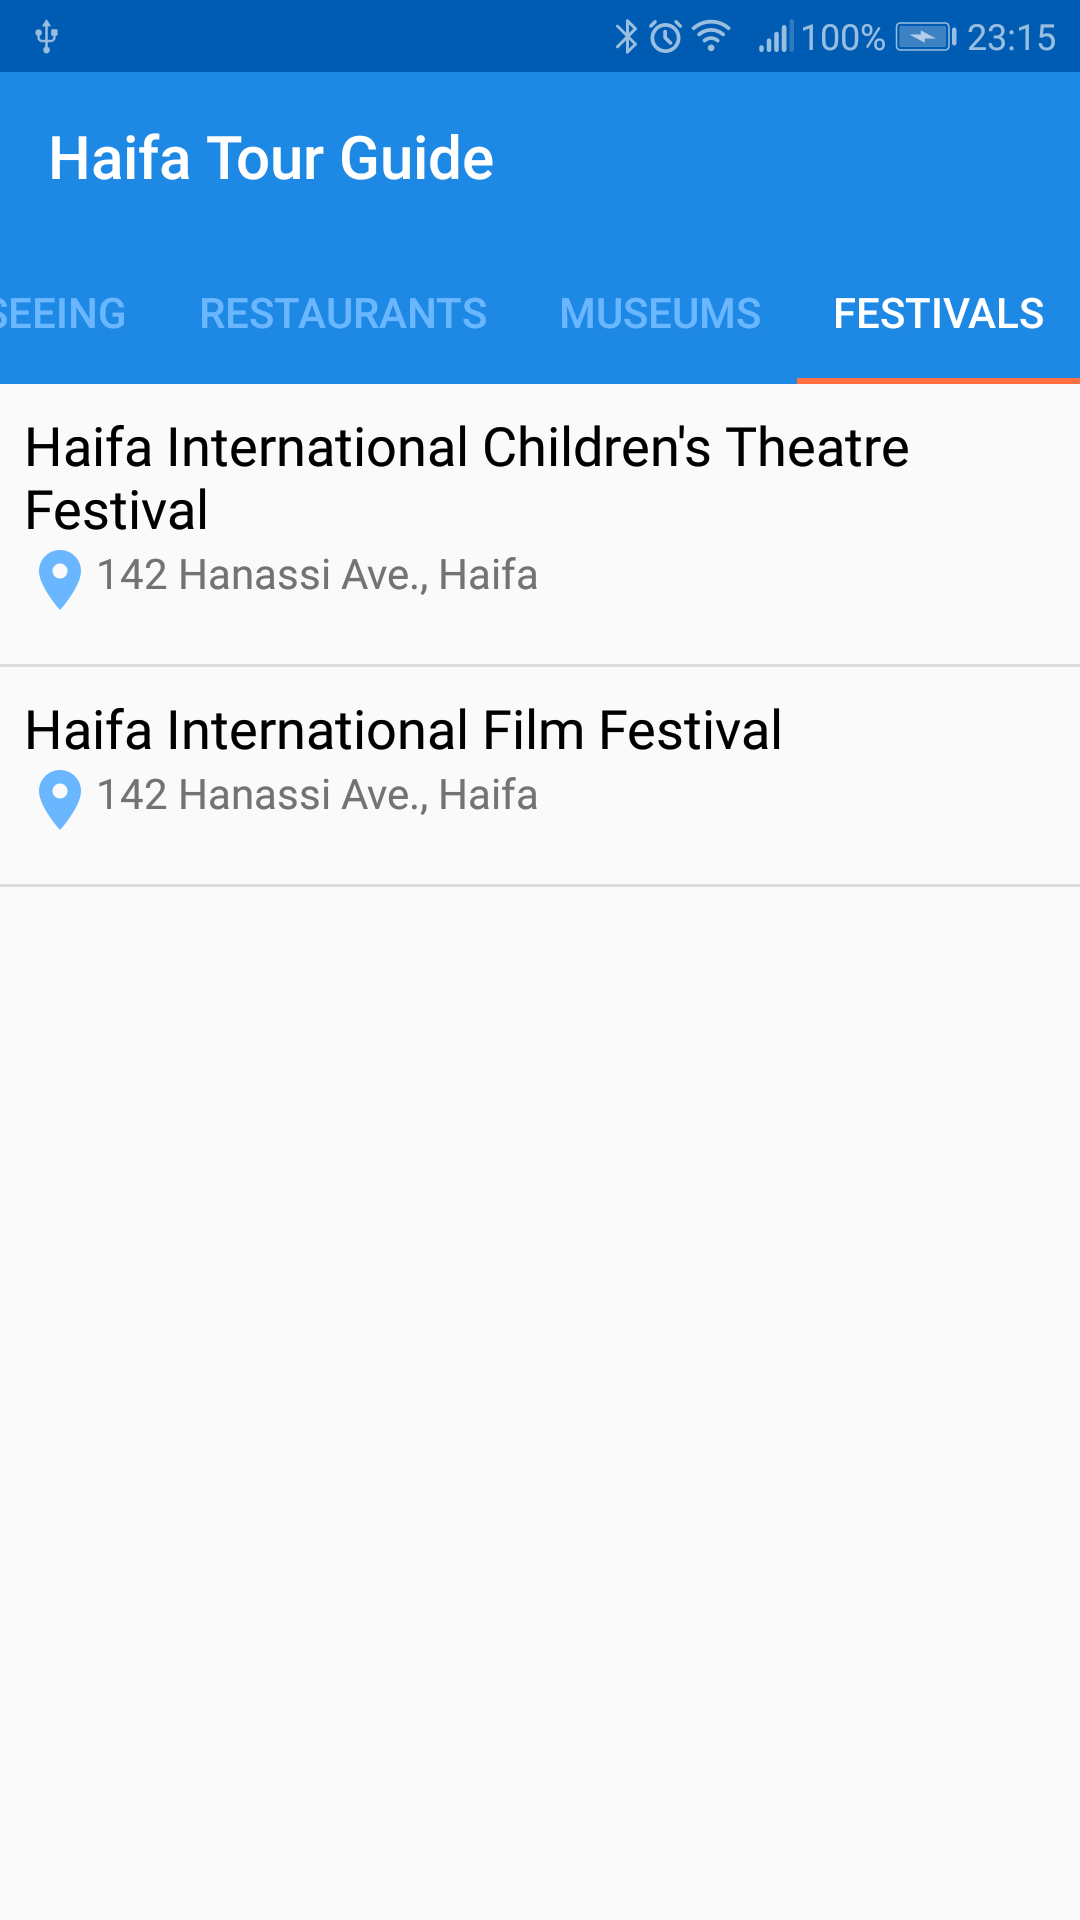 100% 23:15
Haifa Tour Guide
SEEING RESTAURANTS MUSEUMS FESTIVALS
Haifa International Children's Theatre
Festival
142 Hanassi Ave., Haifa
Haifa International Film Festival
142 Hanassi Ave., Haifa